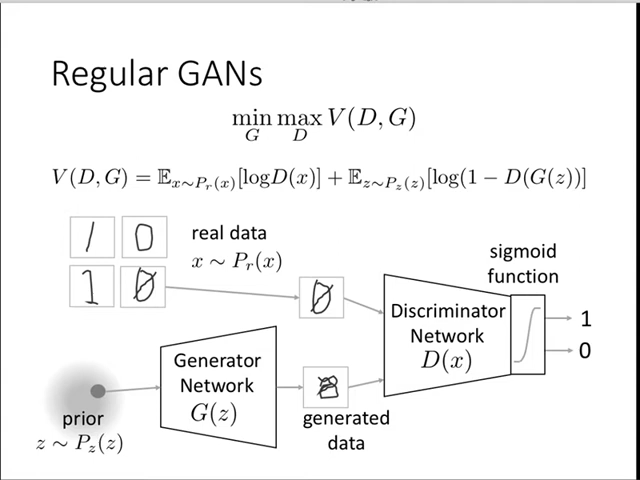 Regular GANs
min max V(D, G)
G D
V(D, G) = 𝔼x∼Pr(x)[logD(x)] + 𝔼z∼Pz(z)[log(1 − D(G(z))]
1 0
1 0
real data
x ∼ Pr(x)
0
sigmoid
function
Discriminator
Network
D(x)
1
0
Generator
Network
G(z)
generated
data
prior
z ∼ Pz(z)